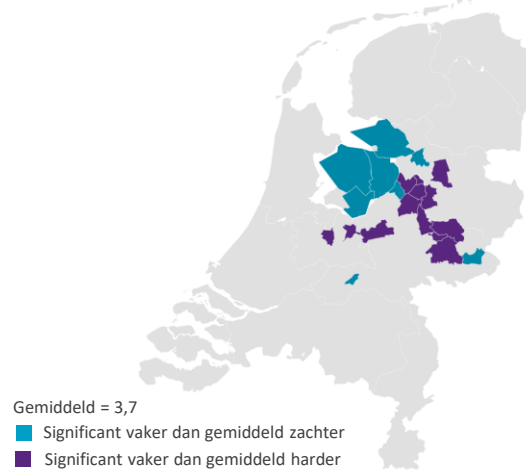 Gemiddeld = 3,7
Significant vaker dan gemiddeld zachter
Significant vaker dan gemiddeld harder